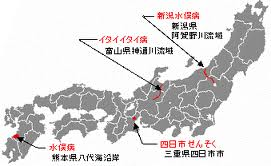 新潟水俣病
新潟県
阿賀野川流域
イタイイタイ病
富山県神通川流域
水俣病
熊本県八代海沿岸
四日市ぜんそく
三重県四日市市